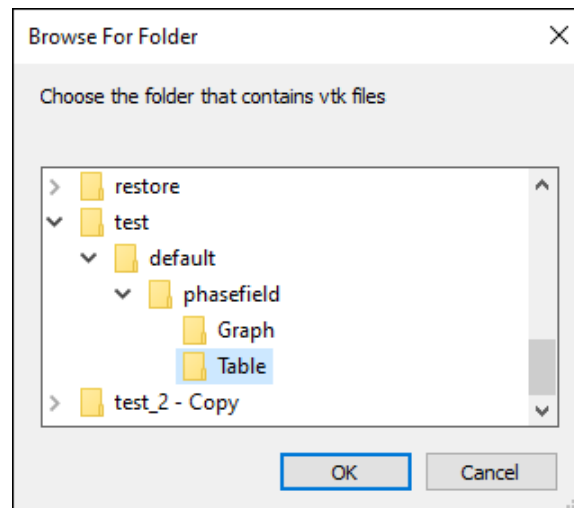 Browse For Folder
Choose the folder that contains vtk files
restore
test
default
phasefield
Graph
Table
test_2 - Copy
OK Cancel